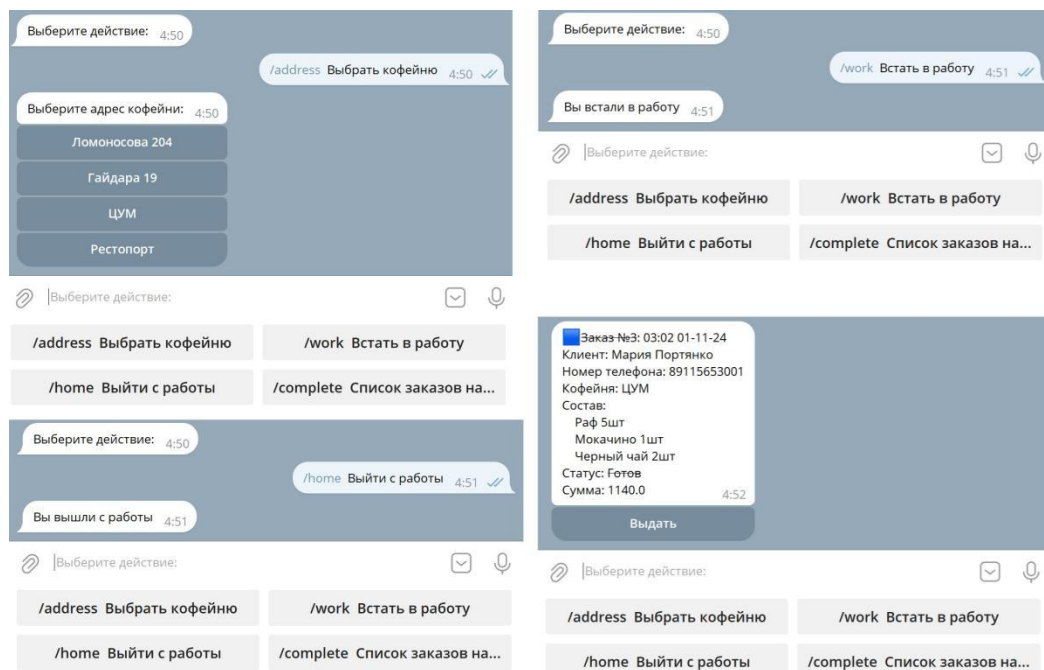 Выберите действие: 4:50
/address Выбрать кофейню 4:50
Выберите адрес кофейни: 4:50
Ломоносова 204
Гайдара 19
ЦУМ
Рестопорт
Выберите действие:
/address Выбрать кофейню /work Встать в работу
/home Выйти с работы /complete Список заказов на...
Выберите действие: 4:50
/home Выйти с работы 4:51
Вы вышли с работы 4:51
Выберите действие:
/address Выбрать кофейню /work Встать в работу
/home Выйти с работы /complete Список заказов на...
Выберите действие: 4:50
/work Встать в работу 4:51
Вы встали в работу 4:51
Выберите действие:
/address Выбрать кофейню /work Встать в работу
/home Выйти с работы /complete Список заказов на...
Заказ №3: 03:02 01-11-24
Клиент: Мария Портянко
Номер телефона: 89115653001
Кофейня: ЦУМ
Состав:
Раф 5шт
Мокачино 1шт
Черный чай 2шт
Статус: Готов
Сумма: 1140.0 4:52
Выдать
Выберите действие:
/address Выбрать кофейню /work Встать в работу
/home Выйти с работы /complete Список заказов на...